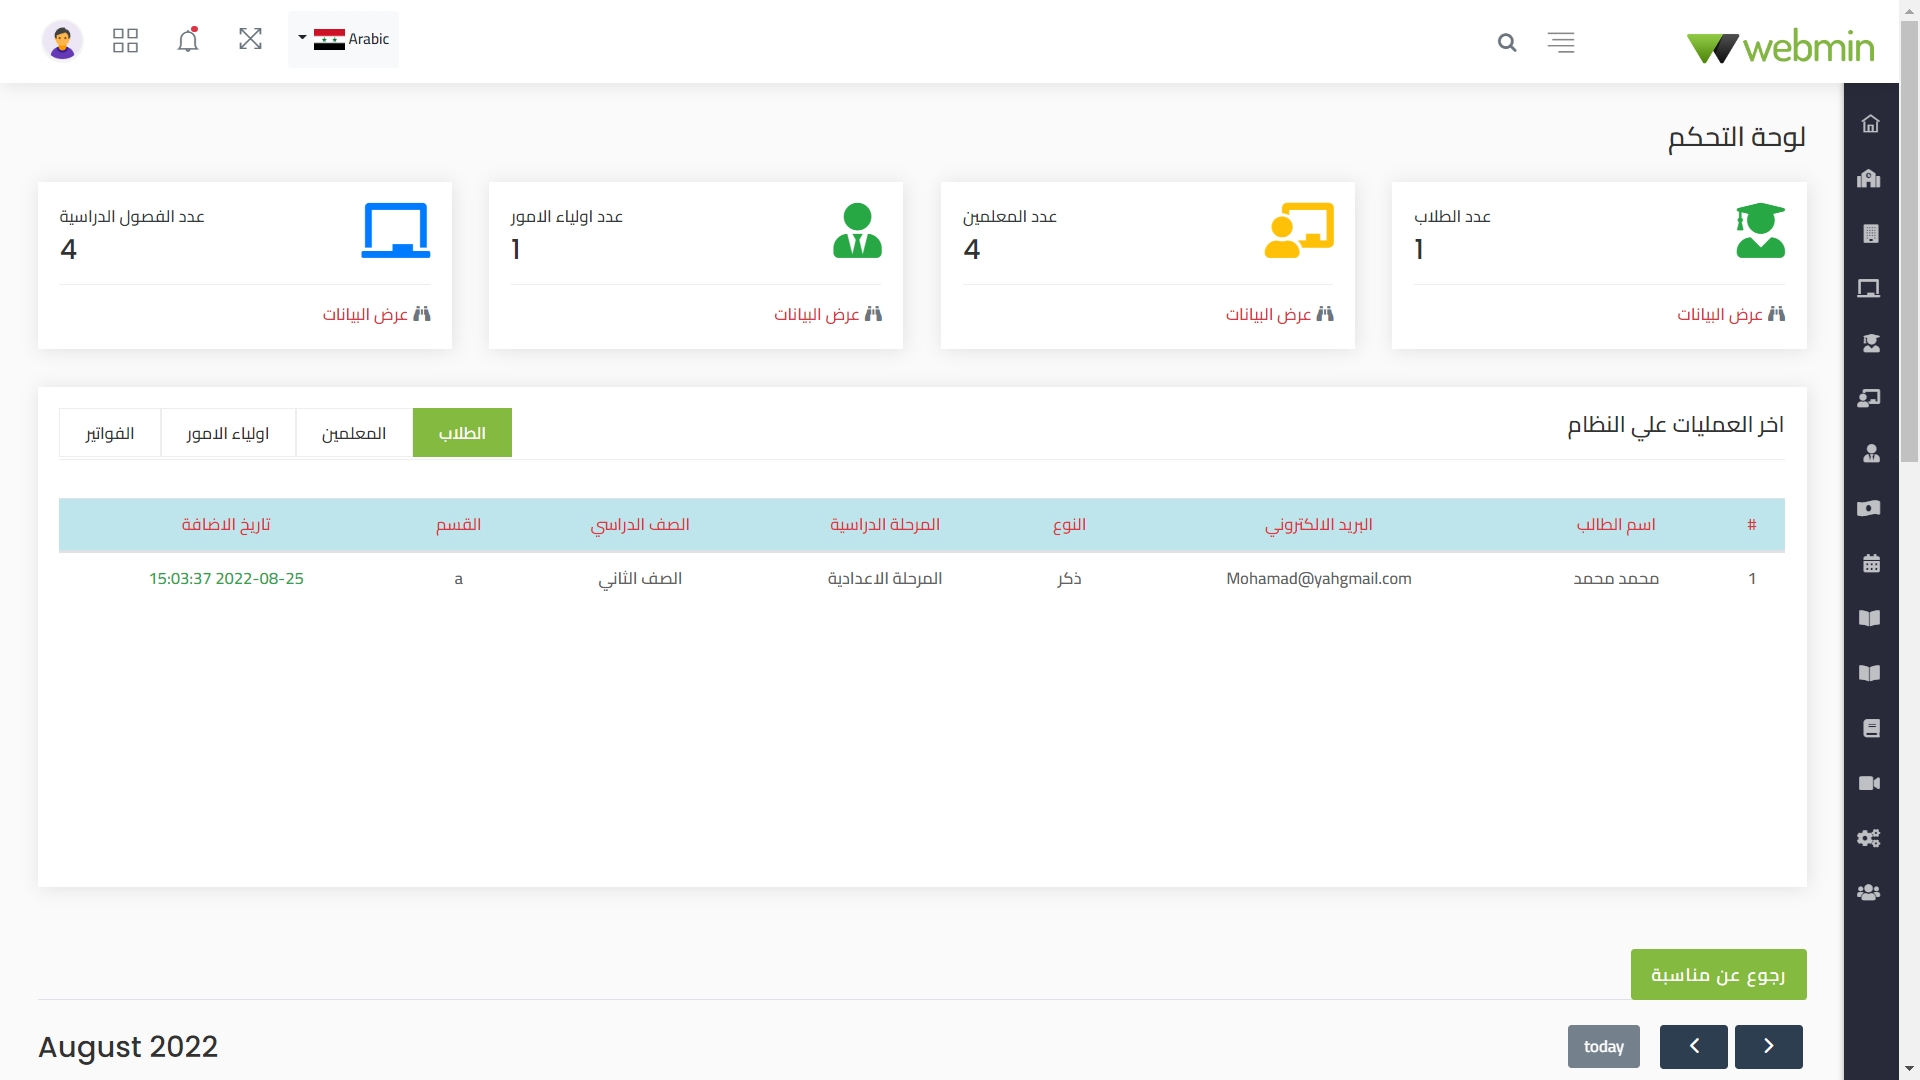 webmin
Arabic
لوحة التحكم
عدد الطلاب
1
عرض البيانات
عدد المعلمين
4
عرض البيانات
عدد اولياء الامور
1
عرض البيانات
عدد الفصول الدراسية
4
عرض البيانات
اخر العمليات علي النظام
الطلاب
المعلمين
اولياء الامور
الفواتير
# اسم الطالب البريد الالكتروني النوع المرحلة الدراسية الصف الدراسي القسم تاريخ الاضافة
1 محمد محمد Mohamad@yahgmail.com ذكر المرحلة الاعدادية الصف الثاني a 2022-08-25 15:03:37
رجوع عن مناسبة
today
August 2022